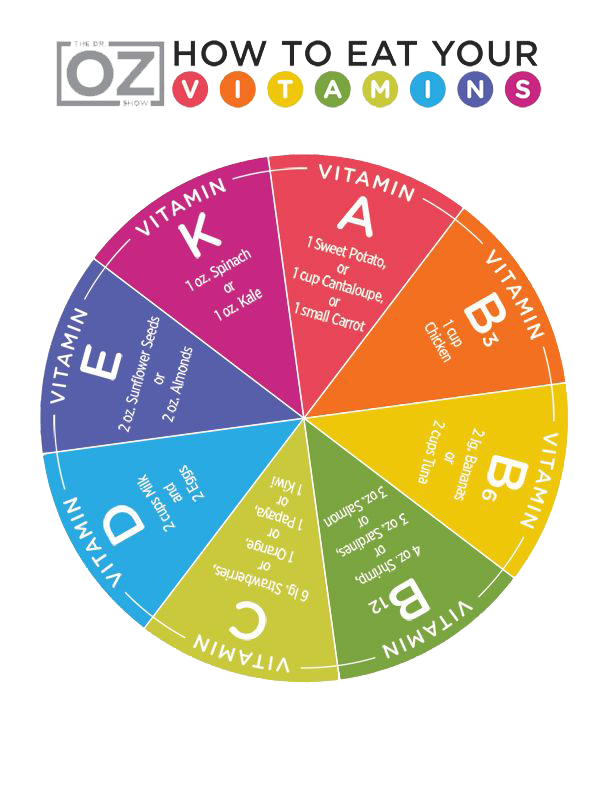 THE DR.
OZ
SHOW
HOW TO EAT YOUR
VITAMINS
VITAMIN
A
1 Sweet Potato,
or
1 cup Cantaloupe,
or
1 small Carrot
VITAMIN
B3
1 cup
Chicken
VITAMIN
B6
2 lg. Bananas
or
2 cups Tuna
VITAMIN
B12
4 oz. Shrimp,
or
3 oz. Sardines,
or
3 oz. Salmon
VITAMIN
C
6 lg. Strawberries,
or
1 Orange,
or
1 Papaya,
or
1 Kiwi
VITAMIN
D
2 cups Milk
and
2 Eggs
VITAMIN
E
2 oz. Sunflower Seeds
or
2 oz. Almonds
VITAMIN
K
1 oz. Spinach
or
1 oz. Kale